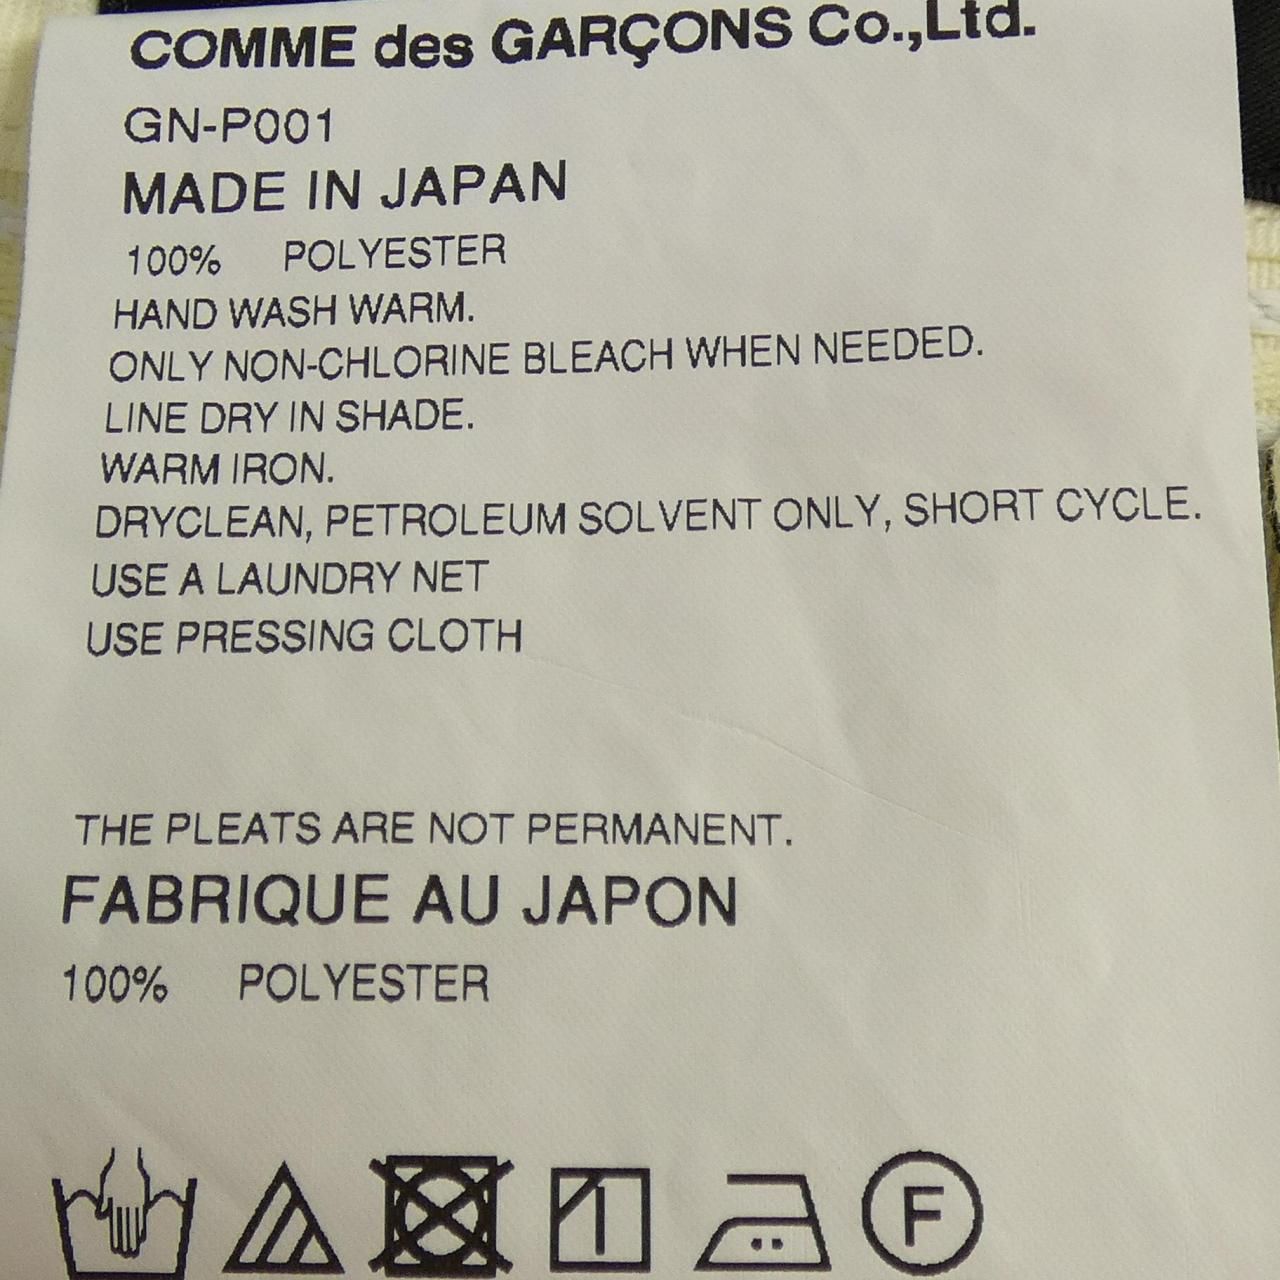 COMME des GARÇONS Co.,Ltd.
GN-P001
MADE IN JAPAN
100% POLYESTER
HAND WASH WARM.
ONLY NON-CHLORINE BLEACH WHEN NEEDED.
LINE DRY IN SHADE.
WARM IRON.
DRYCLEAN, PETROLEUM SOLVENT ONLY, SHORT CYCLE.
USE A LAUNDRY NET
USE PRESSING CLOTH
THE PLEATS ARE NOT PERMANENT.
FABRIQUE AU JAPON
100% POLYESTER
F